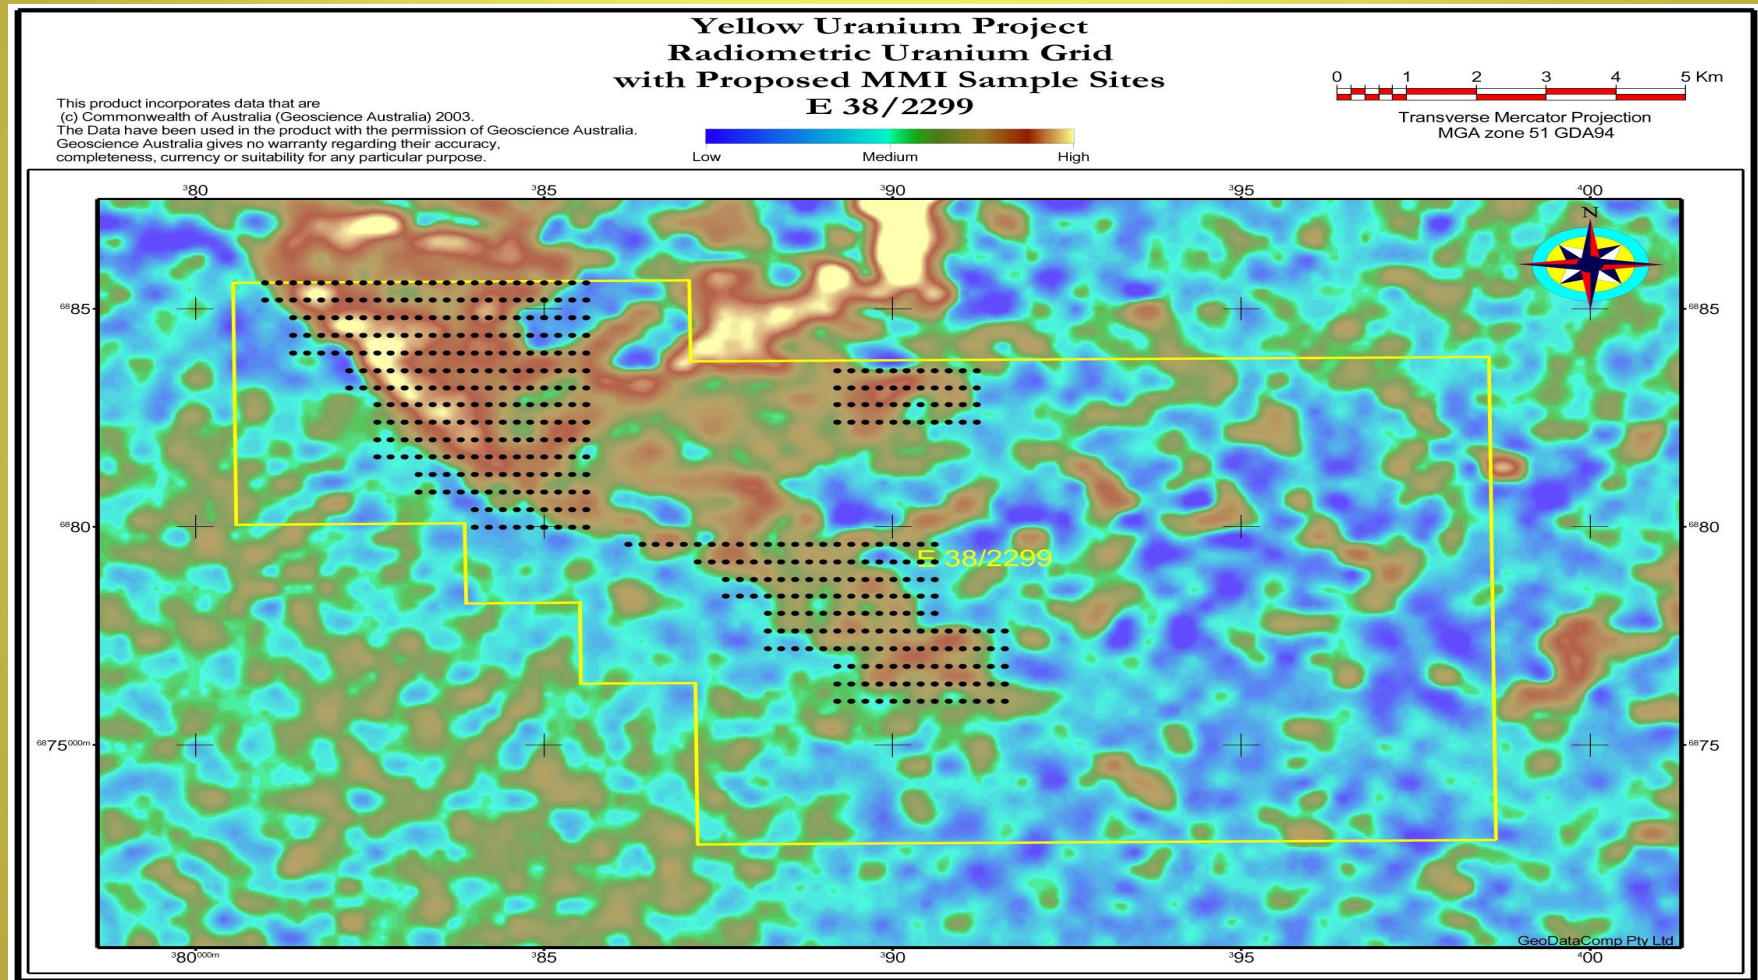 Yellow Uranium Project
Radiometric Uranium Grid
with Proposed MMI Sample Sites
E 38/2299
This product incorporates data that are
(c) Commonwealth of Australia (Geoscience Australia) 2003.
The Data have been used in the product with the permission of Geoscience Australia.
Geoscience Australia gives no warranty regarding their accuracy,
completeness, currency or suitability for any particular purpose.
Low Medium High
0 1 2 3 4 5 Km
Transverse Mercator Projection
MGA zone 51 GDA94
³80 ³85 ³90 ³95 ⁴00
N
⁶⁸85 ⁶⁸85
⁶⁸80 ⁶⁸80
E 38/2299
⁶⁸75⁰⁰⁰ᵐ ⁶⁸75
GeoDataComp Pty Ltd
³80⁰⁰⁰ᵐ ³85 ³90 ³95 ⁴00